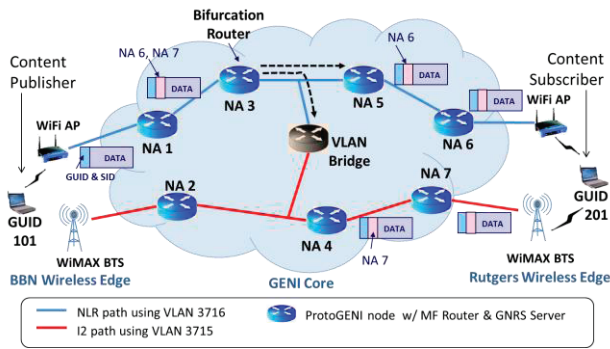 Bifurcation
Router
Content
Publisher
NA 6, NA 7
DATA
NA 3
NA 6
DATA
NA 5
Content
Subscriber
DATA
WiFi AP
WiFi AP
NA 1
VLAN
Bridge
NA 6
DATA
GUID & SID
GUID
101
NA 2
NA 7
GUID
201
WiMAX BTS
NA 4
DATA
NA 7
DATA
WiMAX BTS
BBN Wireless Edge
GENI Core
Rutgers Wireless Edge
NLR path using VLAN 3716
I2 path using VLAN 3715
ProtoGENI node w/ MF Router & GNRS Server